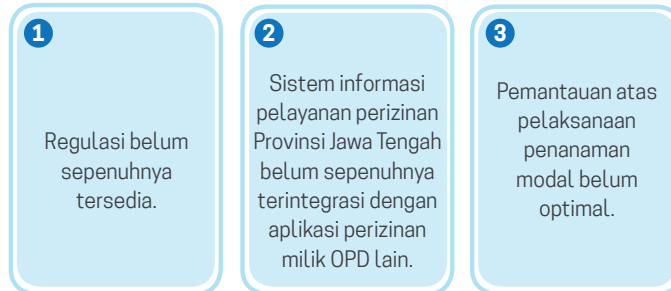 1
Regulasi belum
sepenuhnya
tersedia.
2
Sistem informasi
pelayanan perizinan
Provinsi Jawa Tengah
belum sepenuhnya
terintegrasi dengan
aplikasi perizinan
milik OPD lain.
3
Pemantauan atas
pelaksanaan
penanaman
modal belum
optimal.